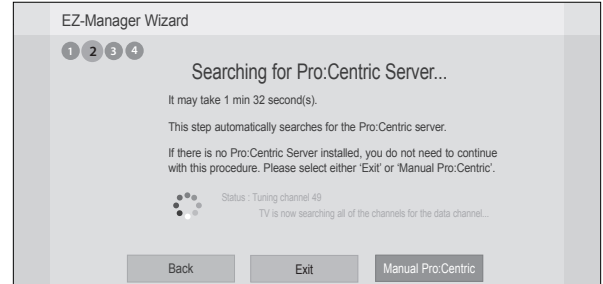 EZ-Manager Wizard
1 2 3 4
Searching for Pro:Centric Server...
It may take 1 min 32 second(s).
This step automatically searches for the Pro:Centric server.
If there is no Pro:Centric Server installed, you do not need to continue
with this procedure. Please select either ‘Exit’ or ‘Manual Pro:Centric’.
Status : Tuning channel 49
TV is now searching all of the channels for the data channel...
Back Exit Manual Pro:Centric